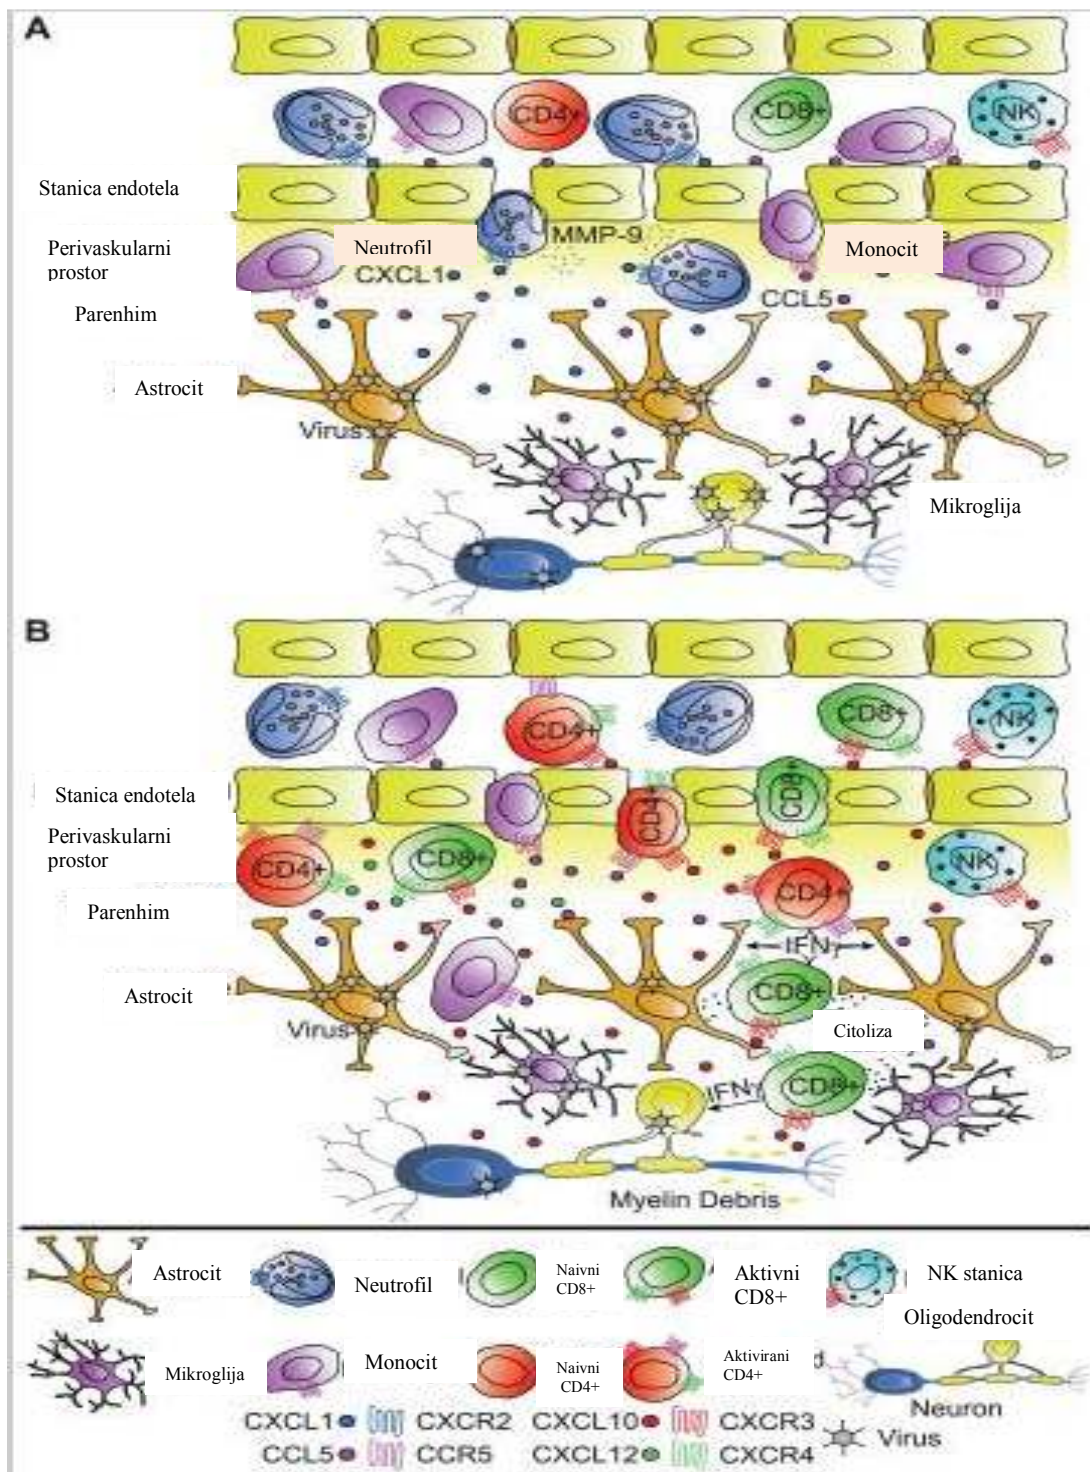 A
CD4+
CD8+
NK
Stanica endotela
Perivaskularni
prostor
Neutrofil
MMP-9
Monocit
CXCL1
CCL5
Parenhim
Astrocit
Virus
Mikroglija
B
CD4+
CD8+
NK
Stanica endotela
CD4+
CD8+
Perivaskularni
prostor
CD4+
CD8+
CD4+
NK
Parenhim
IFNγ
Astrocit
CD8+
Virus
Citoliza
IFNγ
CD8+
Myelin Debris
Astrocit
Neutrofil
Naivni
CD8+
Aktivni
CD8+
NK stanica
Oligodendrocit
Mikroglija
Monocit
Naivni
CD4+
Aktivirani
CD4+
Neuron
CXCL1 CXCR2 CXCL10 CXCR3
Virus
CCL5 CCR5 CXCL12 CXCR4